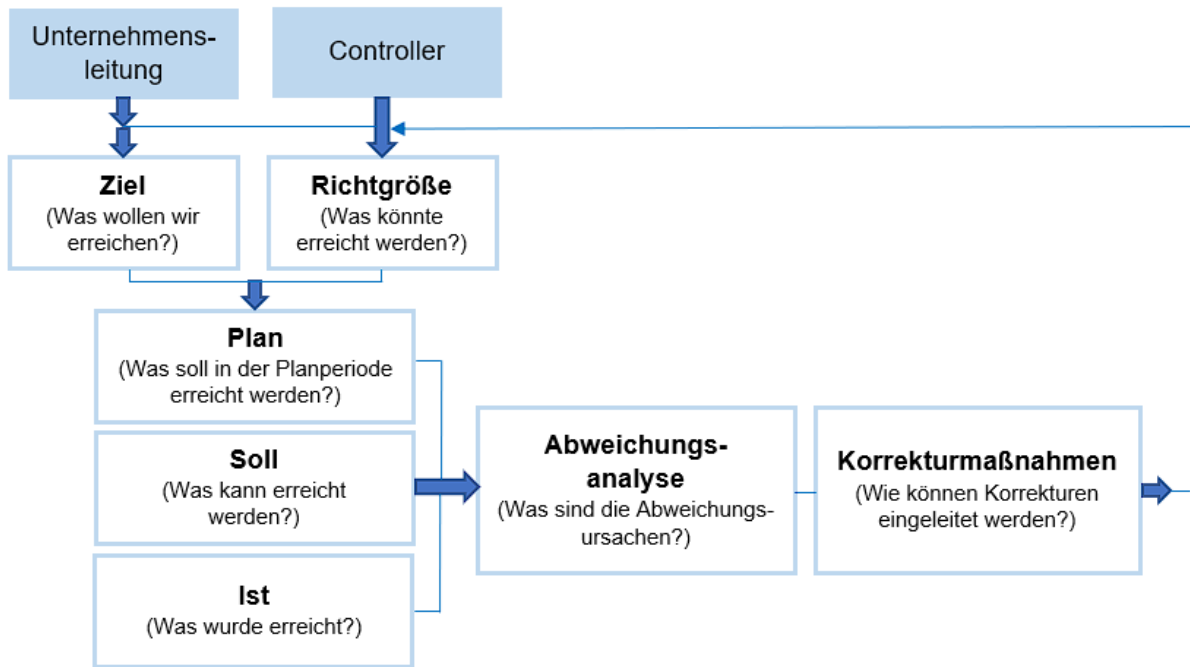 Unternehmens-
leitung
Controller
Ziel
(Was wollen wir
erreichen?)
Richtgröße
(Was könnte
erreicht werden?)
Plan
(Was soll in der Planperiode
erreicht werden?)
Soll
(Was kann erreicht
werden?)
Ist
(Was wurde erreicht?)
Abweichungs-
analyse
(Was sind die Abweichungs-
ursachen?)
Korrekturmaßnahmen
(Wie können Korrekturen
eingeleitet werden?)